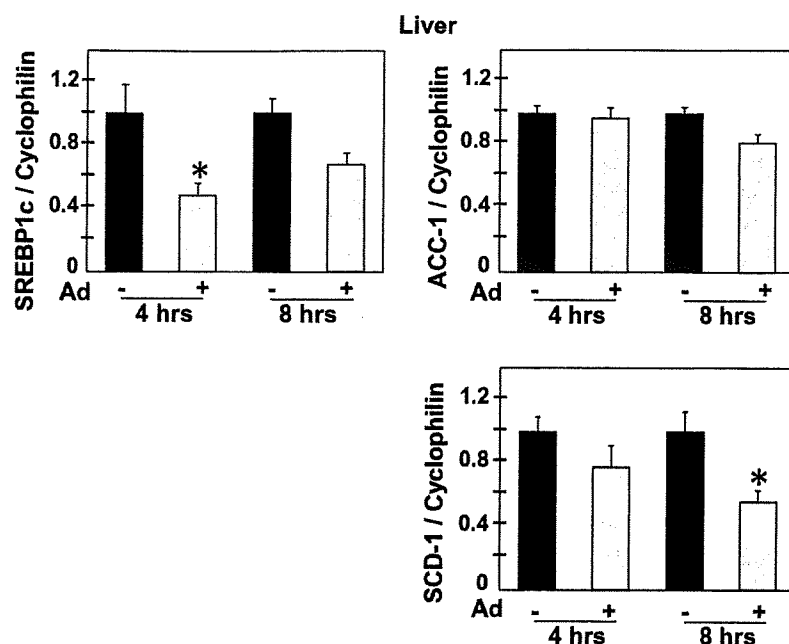 Liver
SREBP1c / Cyclophilin
1.2
0.8
0.4
0
*
Ad - + - +
4 hrs 8 hrs
ACC-1 / Cyclophilin
1.2
0.8
0.4
0
Ad - + - +
4 hrs 8 hrs
SCD-1 / Cyclophilin
1.2
0.8
0.4
0
*
Ad - + - +
4 hrs 8 hrs